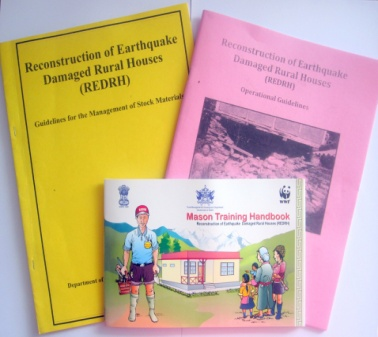 Reconstruction of Earthquake
Damaged Rural Houses
(REDRH)
Guidelines for the Management of Stock Materials
Department of
Reconstruction of Earthquake
Damaged Rural Houses
(REDRH)
Operational Guidelines
WWF
Mason Training Handbook
Reconstruction of Earthquake Damaged Rural Houses (REDRH)